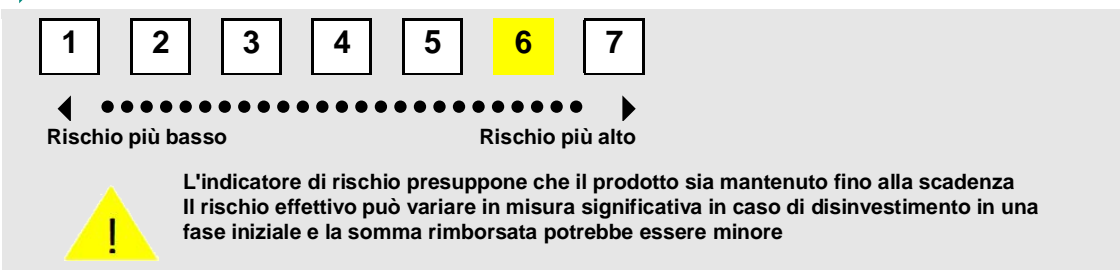 1 2 3 4 5 6 7
Rischio più basso Rischio più alto
L'indicatore di rischio presuppone che il prodotto sia mantenuto fino alla scadenza
Il rischio effettivo può variare in misura significativa in caso di disinvestimento in una
fase iniziale e la somma rimborsata potrebbe essere minore
!